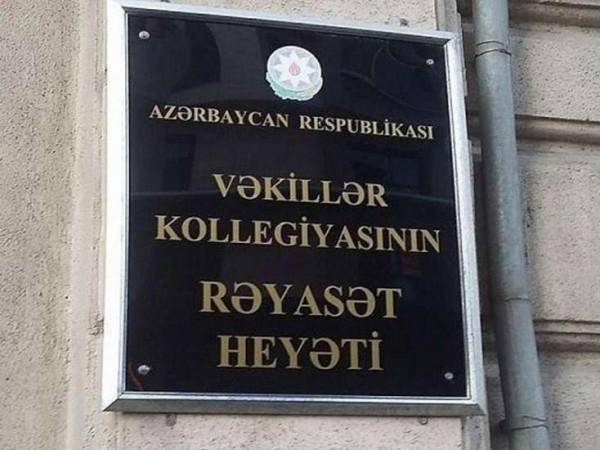 AZƏRBAYCAN RESPUBLİKASI
VƏKİLLƏR
KOLLEGİYASININ
RƏYASƏT
HEYƏTİ